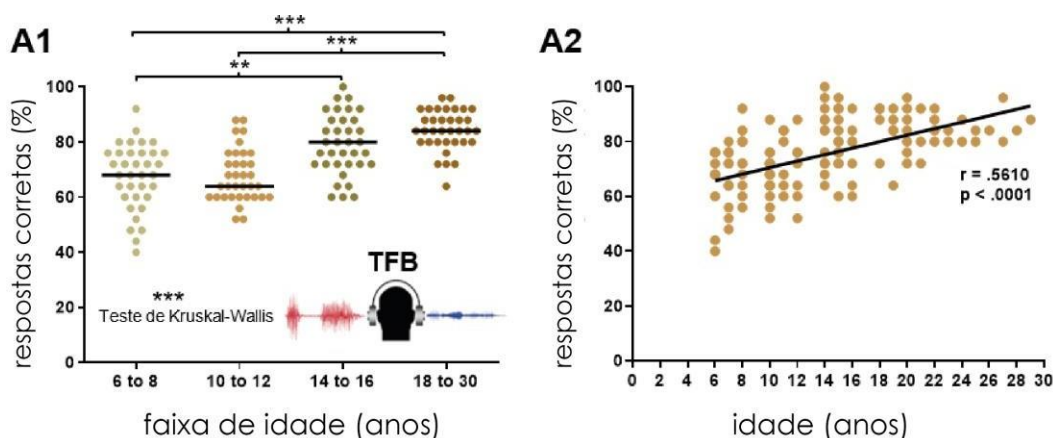 A1
***
***
**
respostas corretas (%)
100
80
60
40
20
0
TFB
***
Teste de Kruskal-Wallis
6 to 8
10 to 12
14 to 16
18 to 30
faixa de idade (anos)
A2
respostas corretas (%)
100
80
60
40
20
0
r = .5610
p < .0001
0 2 4 6 8 10 12 14 16 18 20 22 24 26 28 30
idade (anos)